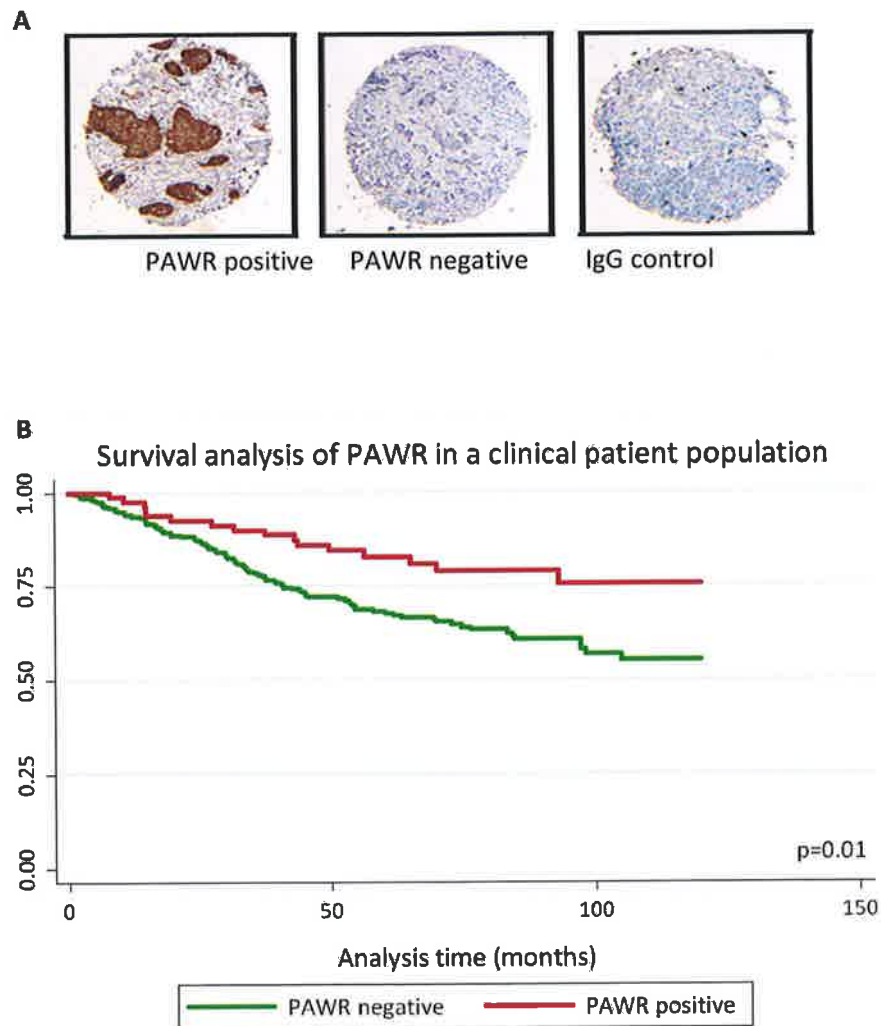 A
PAWR positive
PAWR negative
IgG control
B
Survival analysis of PAWR in a clinical patient population
1.00
0.75
0.50
0.25
0.00
p=0.01
0
50
100
150
Analysis time (months)
PAWR negative
PAWR positive